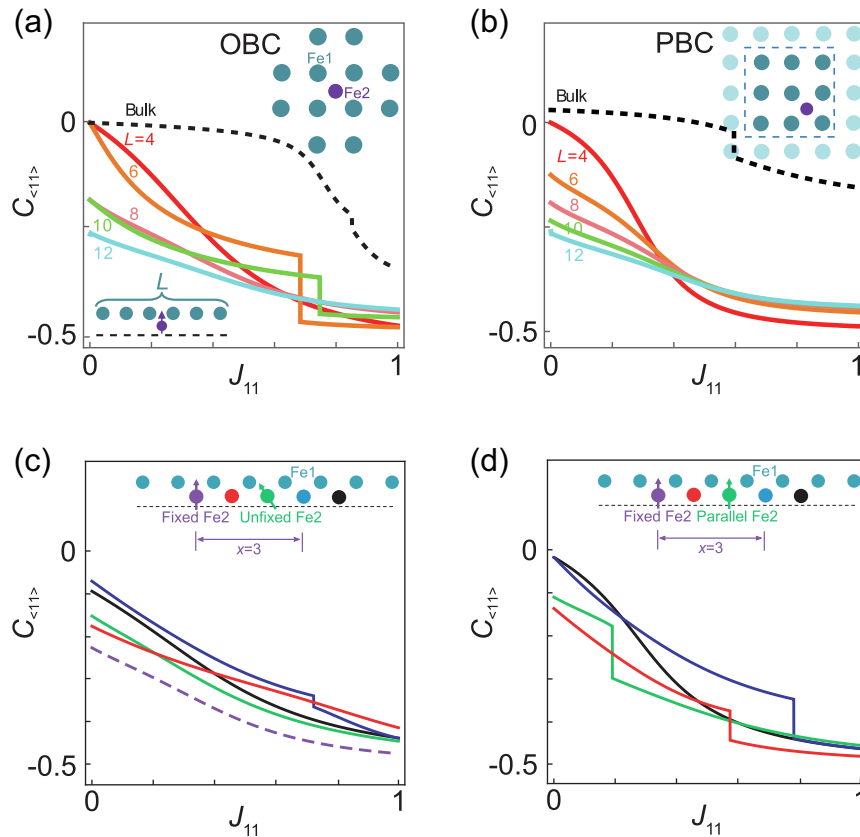 (a)
OBC
Fe1
Fe2
Bulk
0
L=4
6
8
10
12
L
C<11>
-0.5
0
1
J11
(b)
PBC
Bulk
0
L=4
6
8
10
12
C<11>
-0.5
0
1
J11
(c)
Fe1
Fixed Fe2
Unfixed Fe2
x=3
0
C<11>
-0.5
0
1
J11
(d)
Fe1
Fixed Fe2
Parallel Fe2
x=3
0
C<11>
-0.5
0
1
J11